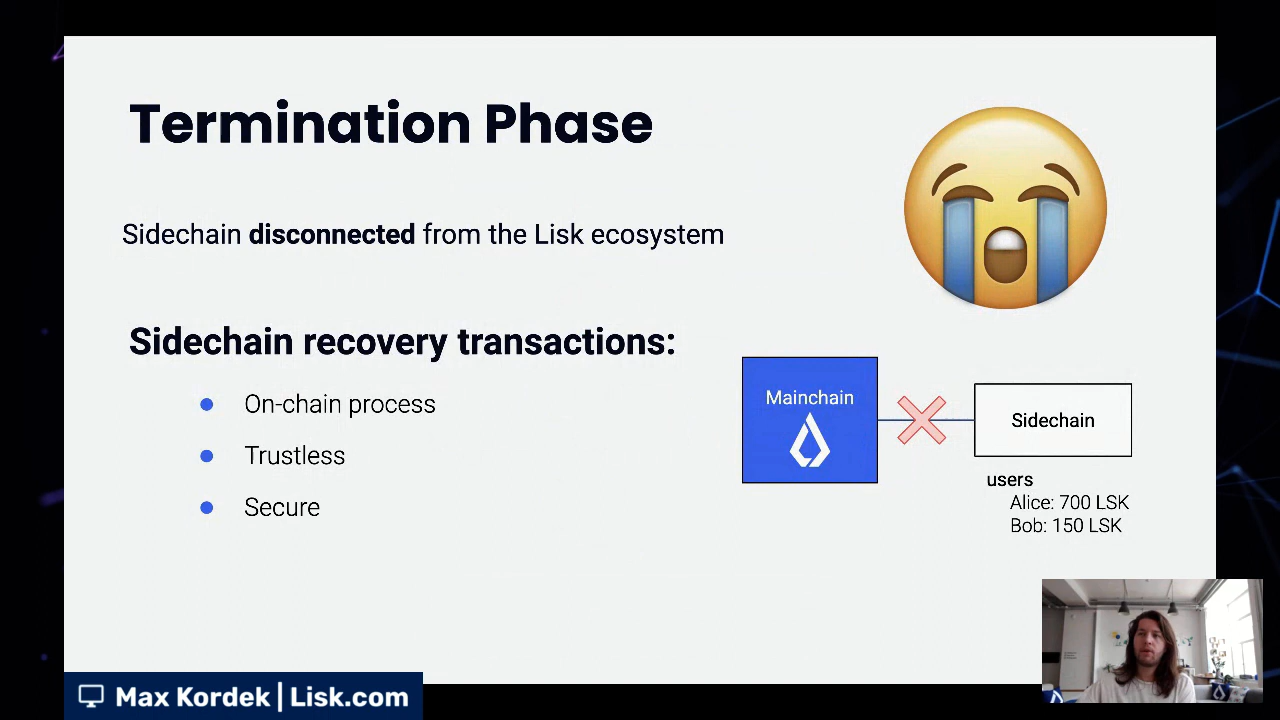 Termination Phase
Sidechain disconnected from the Lisk ecosystem
Sidechain recovery transactions:
On-chain process
Trustless
Secure
Mainchain
Sidechain
users
Alice: 700 LSK
Bob: 150 LSK
Max Kordek | Lisk.com